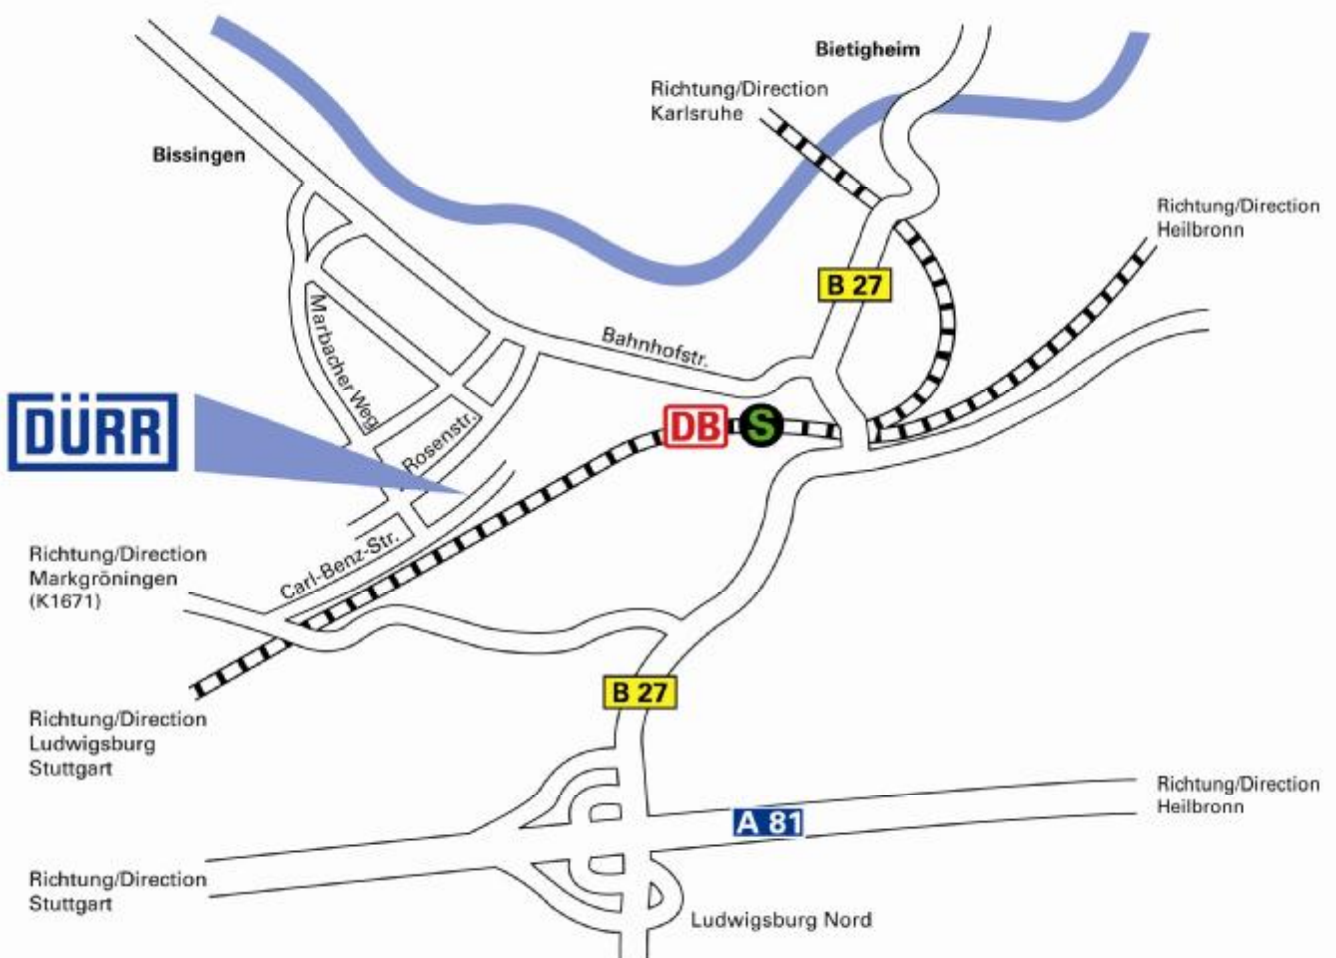 Bietigheim
Richtung/Direction
Karlsruhe
Bissingen
Richtung/Direction
Heilbronn
B 27
Bahnhofstr.
Marbacher Weg
DÜRR
DB
S
Rosenstr.
Carl-Benz-Str.
Richtung/Direction
Markgröningen
(K1671)
B 27
Richtung/Direction
Ludwigsburg
Stuttgart
Richtung/Direction
Heilbronn
A 81
Richtung/Direction
Stuttgart
Ludwigsburg Nord